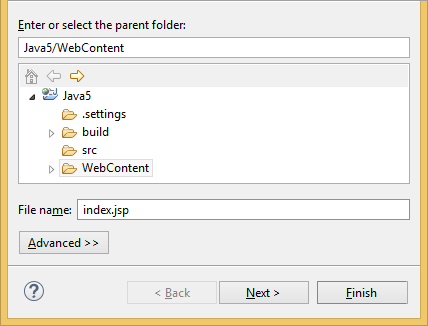 Enter or select the parent folder:
Java5/WebContent
Java5
.settings
build
src
WebContent
File name: index.jsp
Advanced >>
? < Back Next > Finish